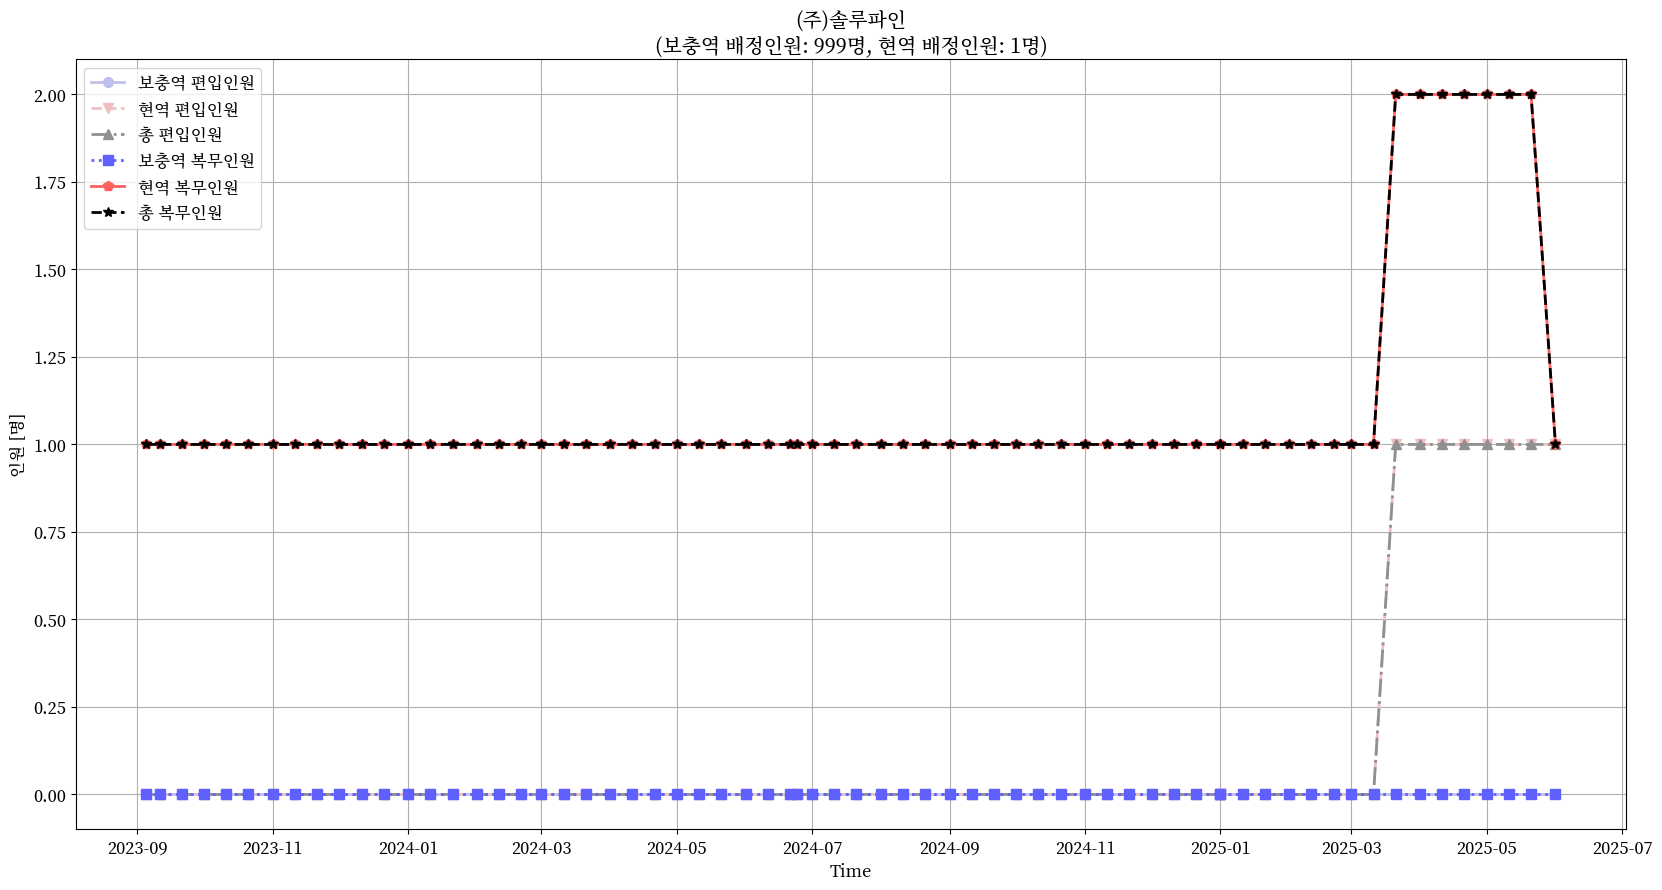 (주)솔루파인
(보충역 배정인원: 999명, 현역 배정인원: 1명)
보충역 편입인원
현역 편입인원
총 편입인원
보충역 복무인원
현역 복무인원
총 복무인원
2.00
1.75
1.50
1.25
1.00
0.75
0.50
0.25
0.00
인원 [명]
2023-09 2023-11 2024-01 2024-03 2024-05 2024-07 2024-09 2024-11 2025-01 2025-03 2025-05 2025-07
Time